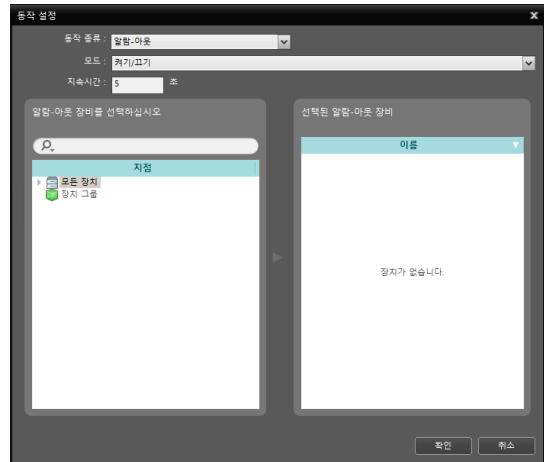 동작 설정
동작 종류 : 알람-아웃
모드 : 켜기/끄기
지속시간 : 5 초
알람-아웃 장비를 선택하십시오
지점
모든 장치
장치 그룹
선택된 알람-아웃 장비
이름
장치가 없습니다.
확인 취소